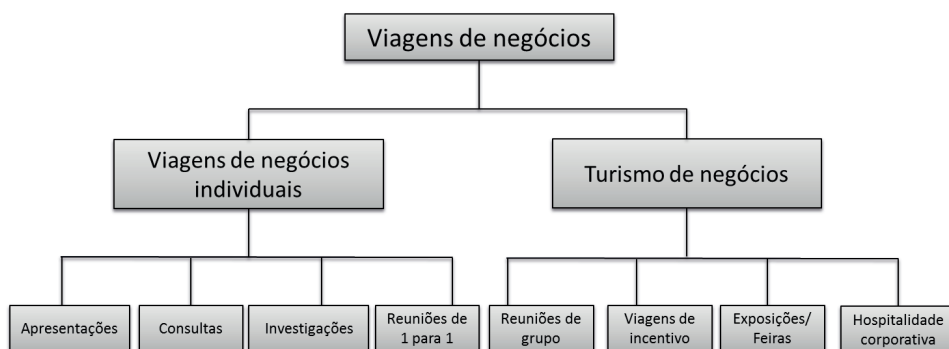 Viagens de negócios
Viagens de negócios
individuais
Turismo de negócios
Apresentações
Consultas
Investigações
Reuniões de
1 para 1
Reuniões de
grupo
Viagens de
incentivo
Exposições/
Feiras
Hospitalidade
corporativa